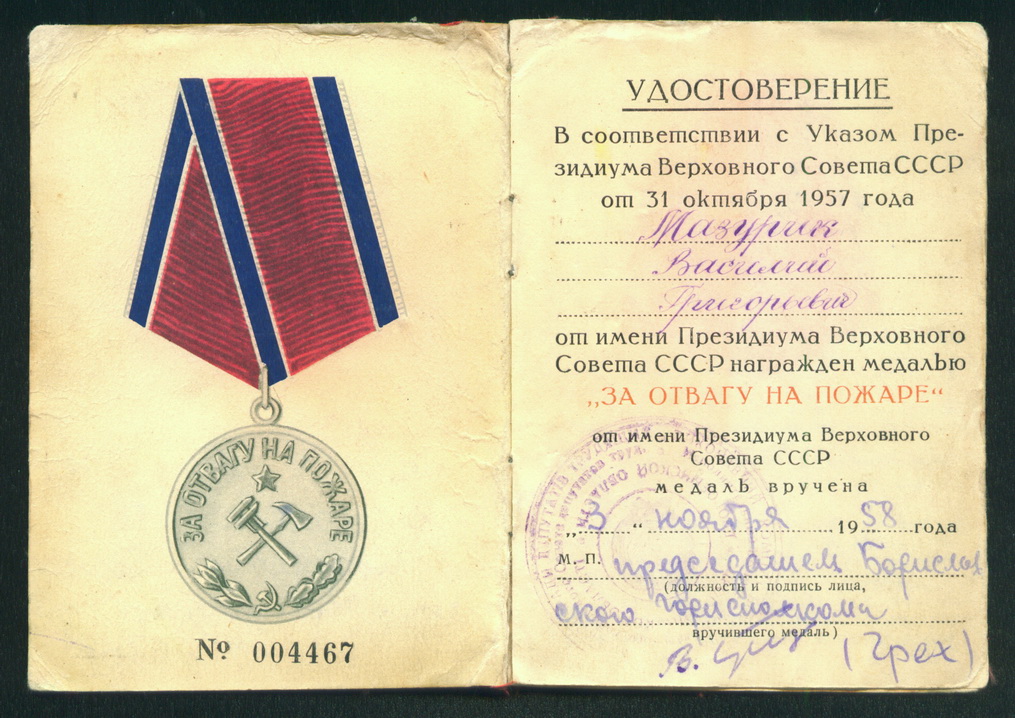 ЗА ОТВАГУ НА ПОЖАРЕ
№ 004467
УДОСТОВЕРЕНИЕ
В соответствии с Указом Пре-
зидиума Верховного Совета СССР
от 31 октября 1957 года
Мазурик
Василий
Григорьевич
от имени Президиума Верховного
Совета СССР награжден медалью
„ЗА ОТВАГУ НА ПОЖАРЕ“
от имени Президиума Верховного
Совета СССР
медаль вручена
„3“ ноября 1958 года
М. П. председатель Борислав
(должность и подпись лица,
ского горисполкома
вручившего медаль)
В. (Грех)